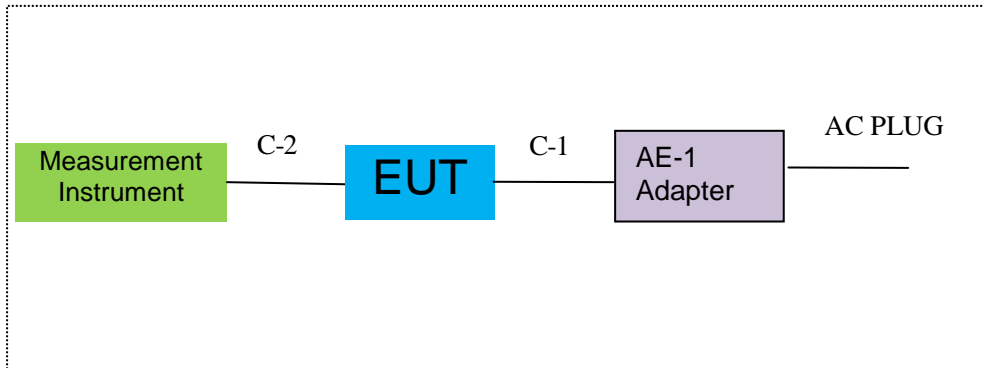 AC PLUG
C-2
C-1
Measurement
Instrument
EUT
AE-1
Adapter